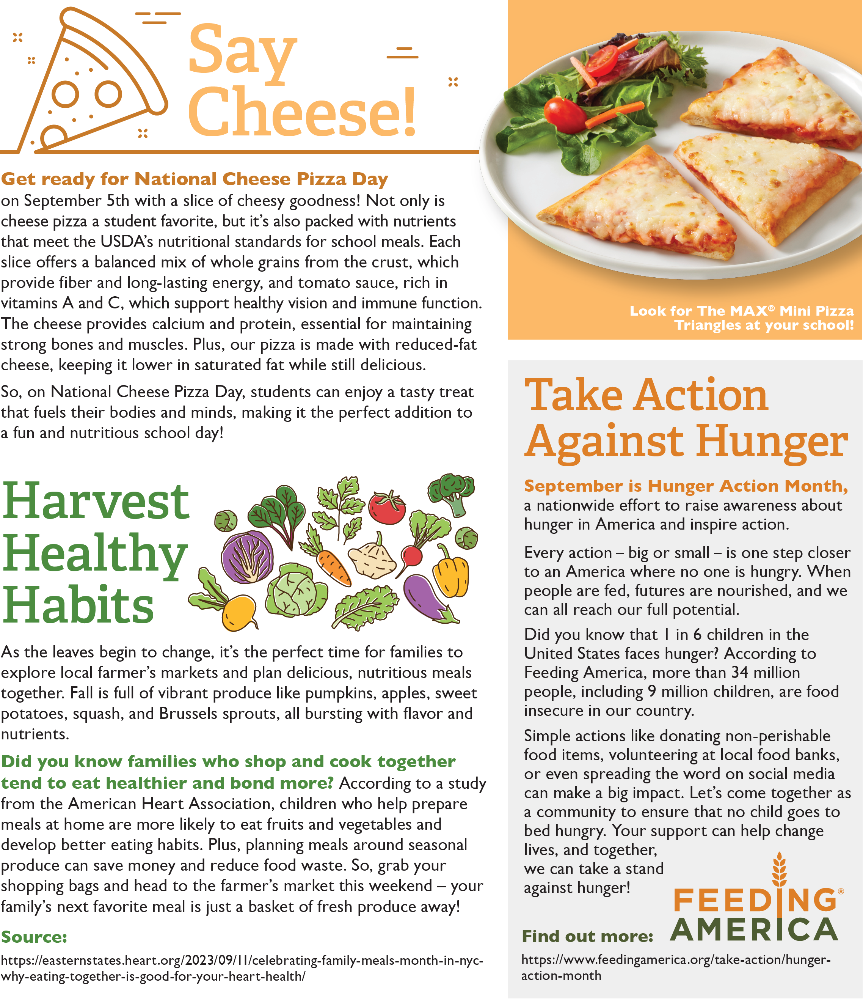 Say
Cheese!
Get ready for National Cheese Pizza Day
on September 5th with a slice of cheesy goodness! Not only is
cheese pizza a student favorite, but it’s also packed with nutrients
that meet the USDA’s nutritional standards for school meals. Each
slice offers a balanced mix of whole grains from the crust, which
provide fiber and long-lasting energy, and tomato sauce, rich in
vitamins A and C, which support healthy vision and immune function.
The cheese provides calcium and protein, essential for maintaining
strong bones and muscles. Plus, our pizza is made with reduced-fat
cheese, keeping it lower in saturated fat while still delicious.
So, on National Cheese Pizza Day, students can enjoy a tasty treat
that fuels their bodies and minds, making it the perfect addition to
a fun and nutritious school day!
Look for The MAX® Mini Pizza
Triangles at your school!
Harvest
Healthy
Habits
As the leaves begin to change, it’s the perfect time for families to
explore local farmer’s markets and plan delicious, nutritious meals
together. Fall is full of vibrant produce like pumpkins, apples, sweet
potatoes, squash, and Brussels sprouts, all bursting with flavor and
nutrients.
Did you know families who shop and cook together
tend to eat healthier and bond more? According to a study
from the American Heart Association, children who help prepare
meals at home are more likely to eat fruits and vegetables and
develop better eating habits. Plus, planning meals around seasonal
produce can save money and reduce food waste. So, grab your
shopping bags and head to the farmer’s market this weekend – your
family’s next favorite meal is just a basket of fresh produce away!
Source:
https://easternstates.heart.org/2023/09/11/celebrating-family-meals-month-in-nyc-
why-eating-together-is-good-for-your-heart-health/
Take Action
Against Hunger
September is Hunger Action Month,
a nationwide effort to raise awareness about
hunger in America and inspire action.
Every action – big or small – is one step closer
to an America where no one is hungry. When
people are fed, futures are nourished, and we
can all reach our full potential.
Did you know that 1 in 6 children in the
United States faces hunger? According to
Feeding America, more than 34 million
people, including 9 million children, are food
insecure in our country.
Simple actions like donating non-perishable
food items, volunteering at local food banks,
or even spreading the word on social media
can make a big impact. Let’s come together as
a community to ensure that no child goes to
bed hungry. Your support can help change
lives, and together,
we can take a stand
against hunger!
FEEDING®
AMERICA
Find out more:
https://www.feedingamerica.org/take-action/hunger-
action-month